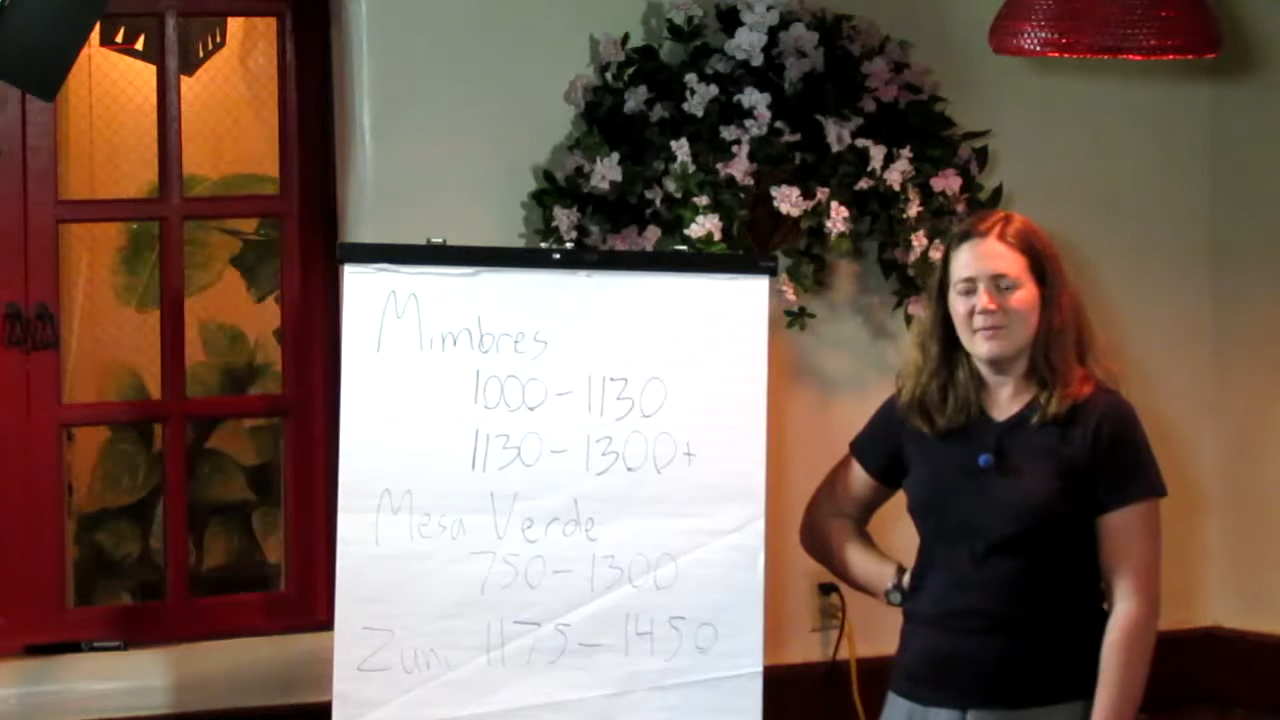 Mimbres
1000-1130
1130-1300+
Mesa Verde
750-1300
Zuni 1175-1450